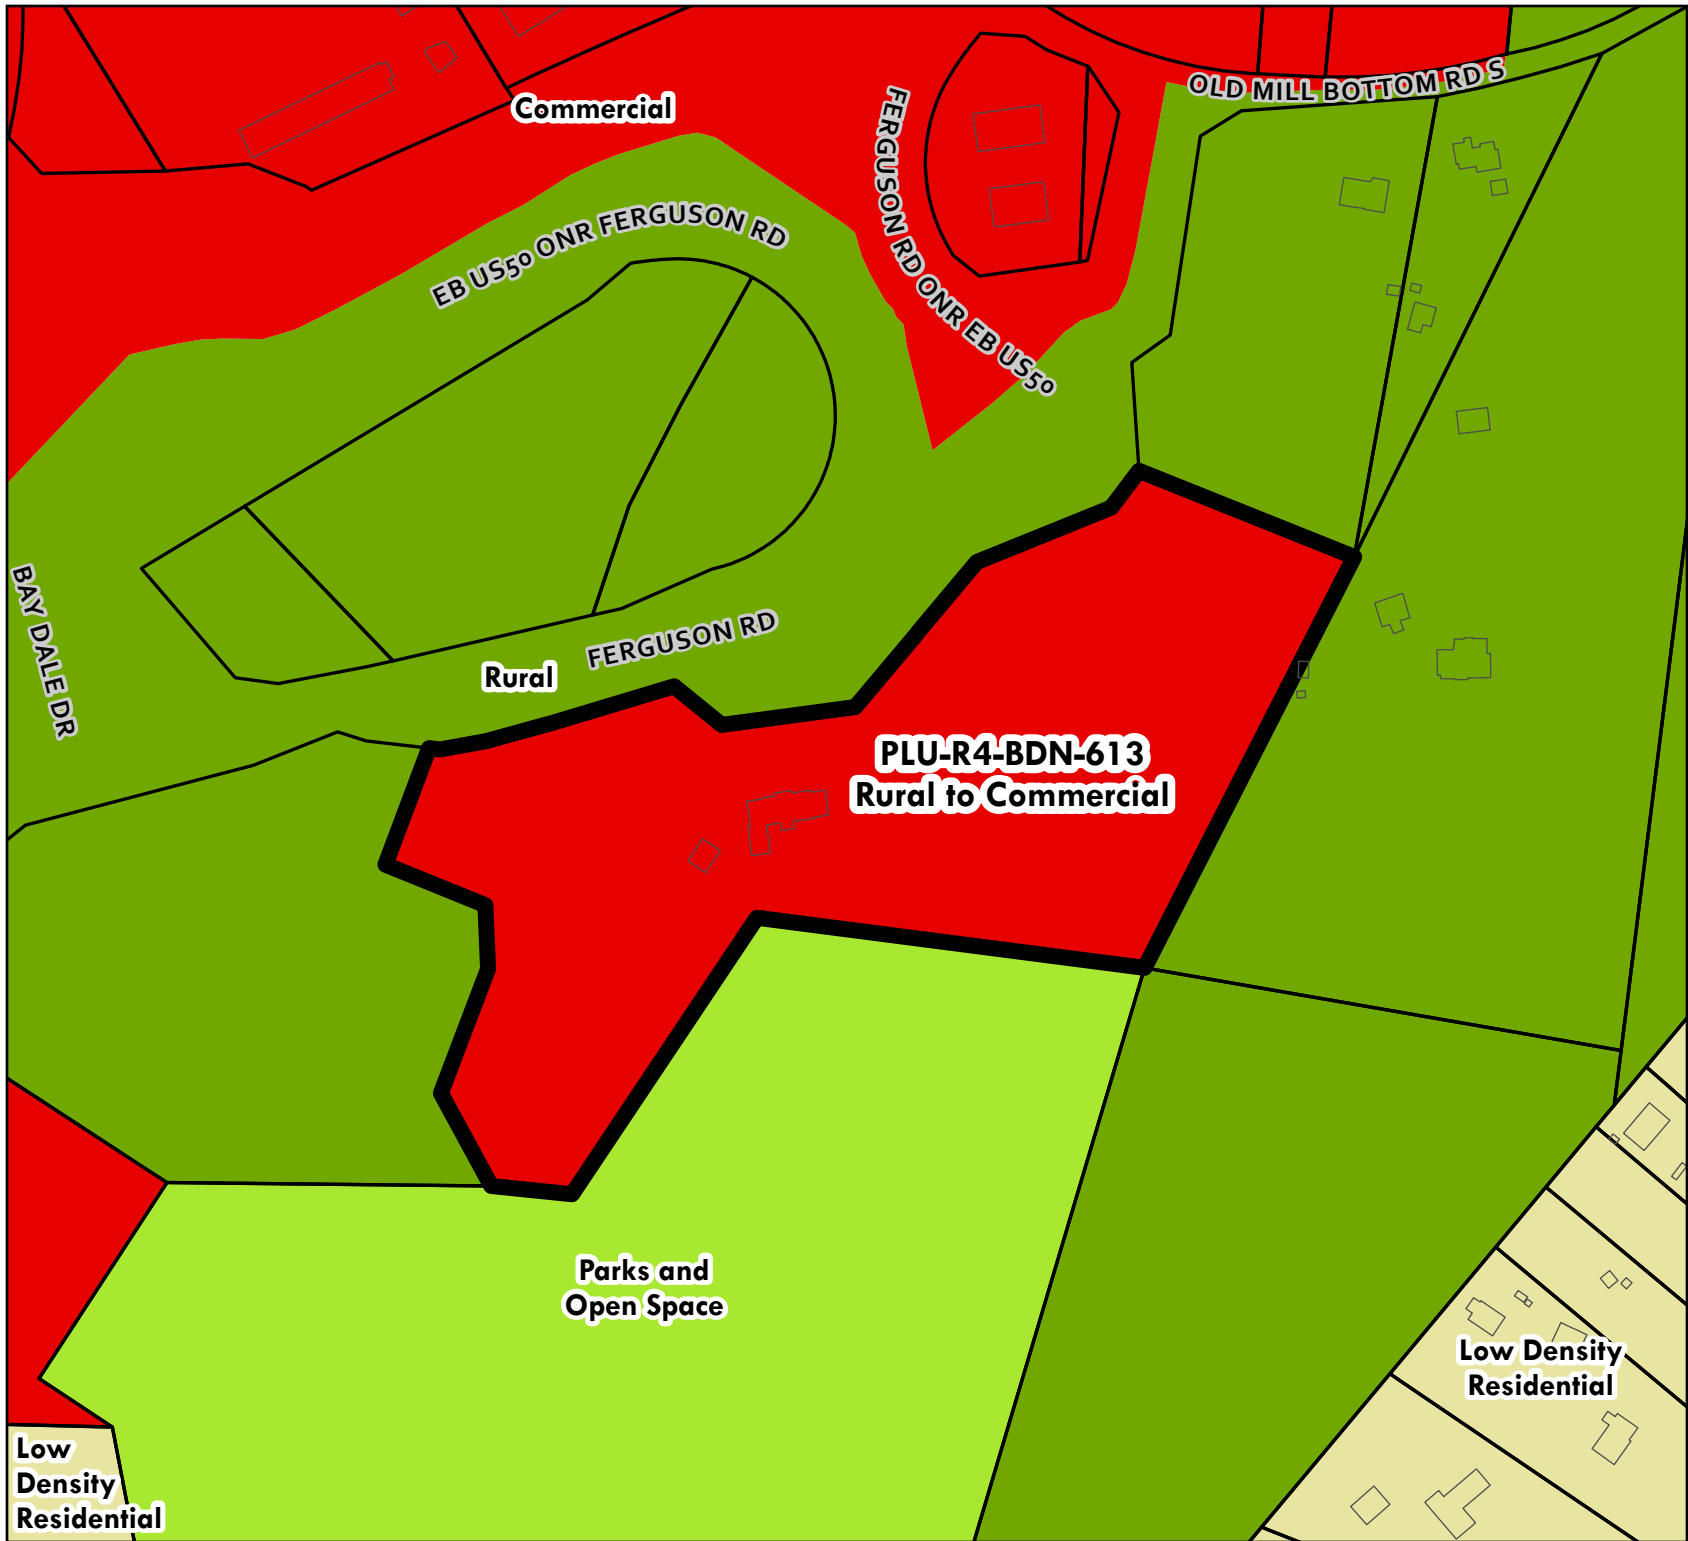 OLD MILL BOTTOM RD S
Commercial
FERGUSON RD ONR EB US50
EB US50 ONR FERGUSON RD
BAY DALE DR
FERGUSON RD
Rural
PLU-R4-BDN-613
Rural to Commercial
Parks and
Open Space
Low Density
Residential
Low
Density
Residential